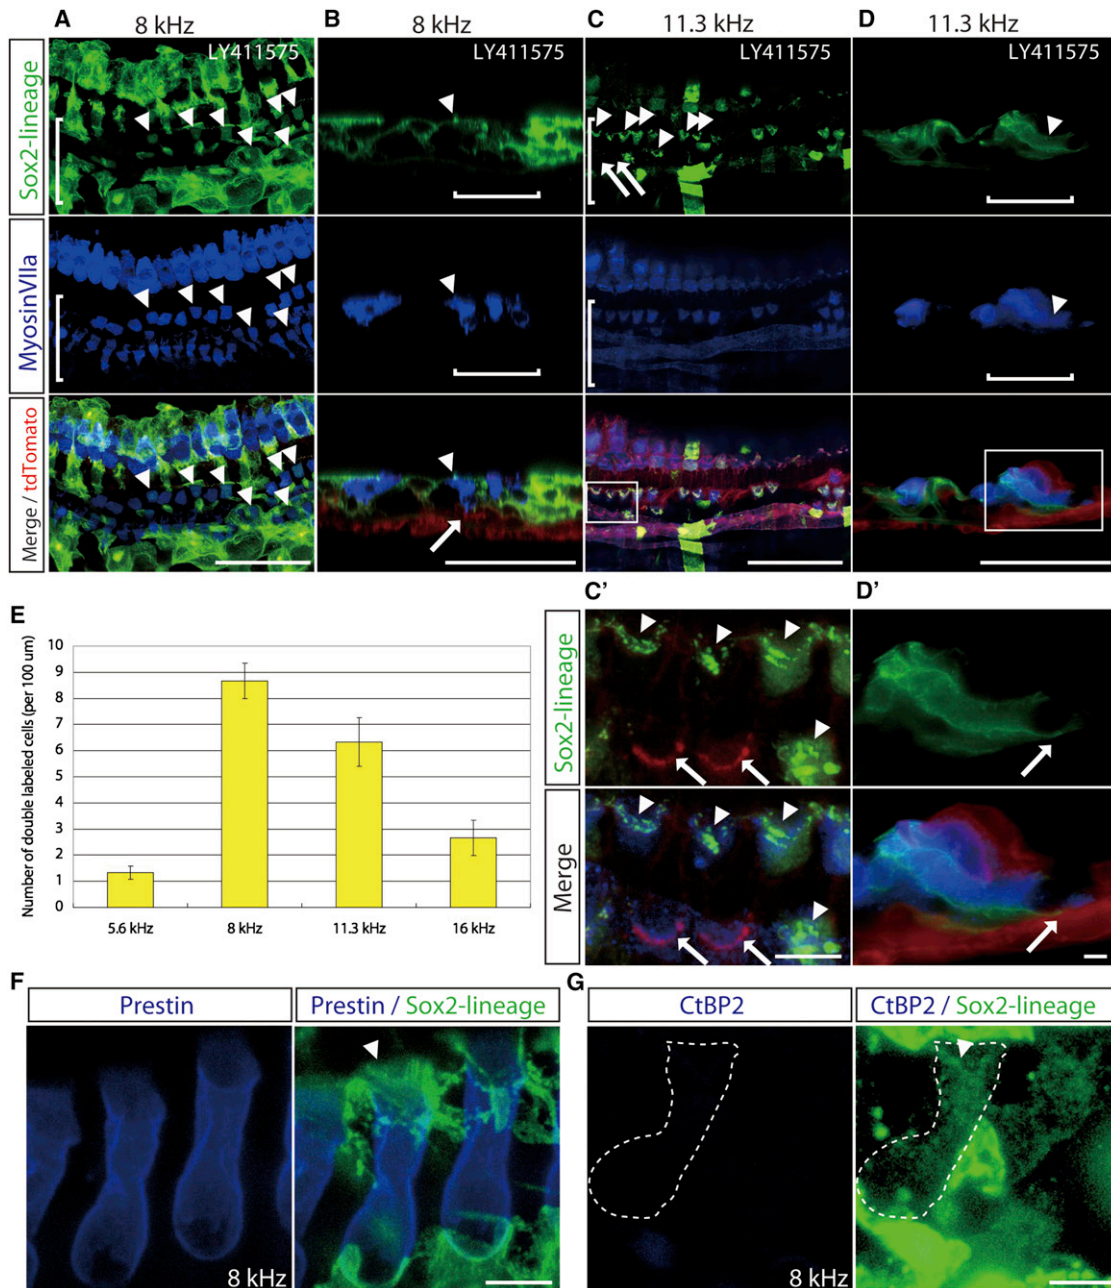 A 8 kHz
B 8 kHz
C 11.3 kHz
D 11.3 kHz
LY411575
LY411575
LY411575
LY411575
Sox2-lineage
MyosinVIIa
Merge / tdTomato
E
Number of double labeled cells (per 100 um)
10
9
8
7
6
5
4
3
2
1
0
5.6 kHz
8 kHz
11.3 kHz
16 kHz
C'
D'
Sox2-lineage
Merge
F
Prestin
Prestin / Sox2-lineage
8 kHz
G
CtBP2
CtBP2 / Sox2-lineage
8 kHz